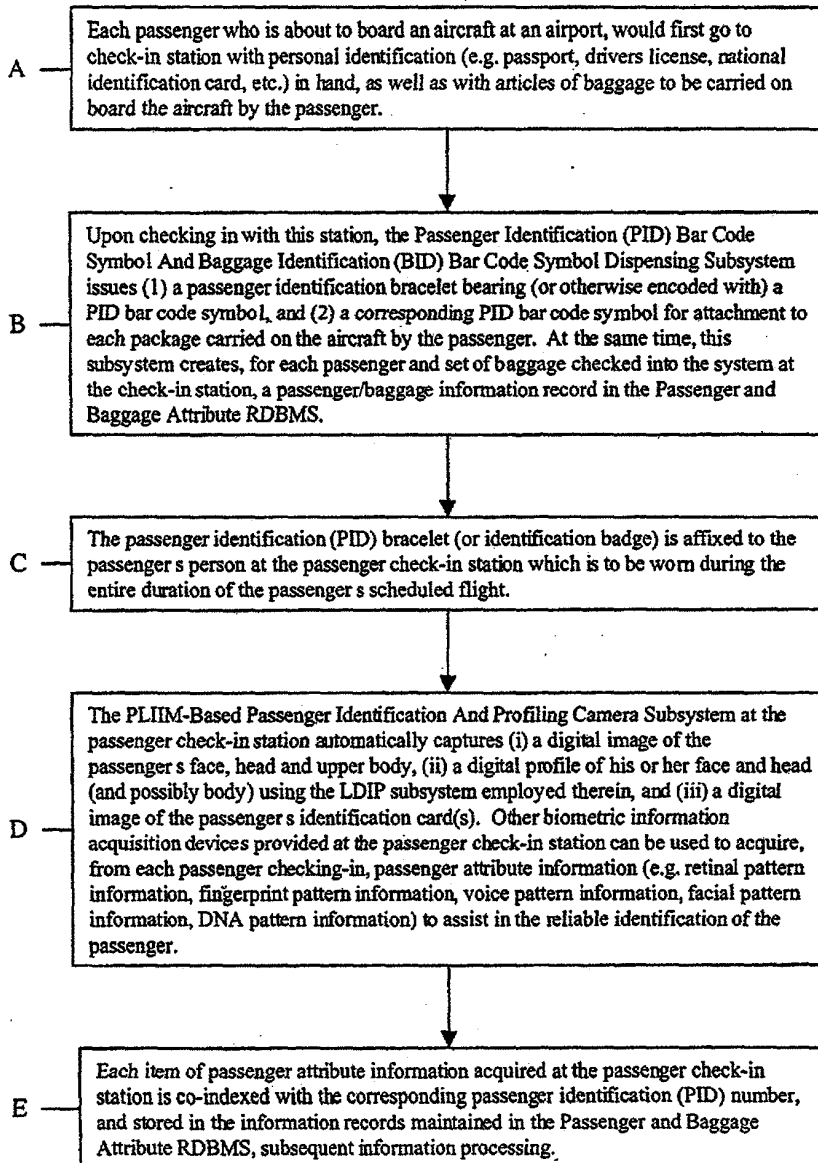 Each passenger who is about to board an aircraft at an airport, would first go to
check-in station with personal identification (e.g. passport, drivers license, national
identification card, etc.) in hand, as well as with articles of baggage to be carried on
board the aircraft by the passenger.
A
Upon checking in with this station, the Passenger Identification (PID) Bar Code
Symbol And Baggage Identification (BID) Bar Code Symbol Dispensing Subsystem
issues (1) a passenger identification bracelet bearing (or otherwise encoded with) a
PID bar code symbol, and (2) a corresponding PID bar code symbol for attachment to
each package carried on the aircraft by the passenger. At the same time, this
subsystem creates, for each passenger and set of baggage checked into the system at
the check-in station, a passenger/baggage information record in the Passenger and
Baggage Attribute RDBMS.
B
The passenger identification (PID) bracelet (or identification badge) is affixed to the
passenger s person at the passenger check-in station which is to be worn during the
entire duration of the passenger s scheduled flight.
C
The PLIIM-Based Passenger Identification And Profiling Camera Subsystem at the
passenger check-in station automatically captures (i) a digital image of the
passenger s face, head and upper body, (ii) a digital profile of his or her face and head
(and possibly body) using the LDIP subsystem employed therein, and (iii) a digital
image of the passenger s identification card(s). Other biometric information
acquisition devices provided at the passenger check-in station can be used to acquire,
from each passenger checking-in, passenger attribute information (e.g. retinal pattern
information, fingerprint pattern information, voice pattern information, facial pattern
information, DNA pattern information) to assist in the reliable identification of the
passenger.
D
Each item of passenger attribute information acquired at the passenger check-in
station is co-indexed with the corresponding passenger identification (PID) number,
and stored in the information records maintained in the Passenger and Baggage
Attribute RDBMS, subsequent information processing.
E